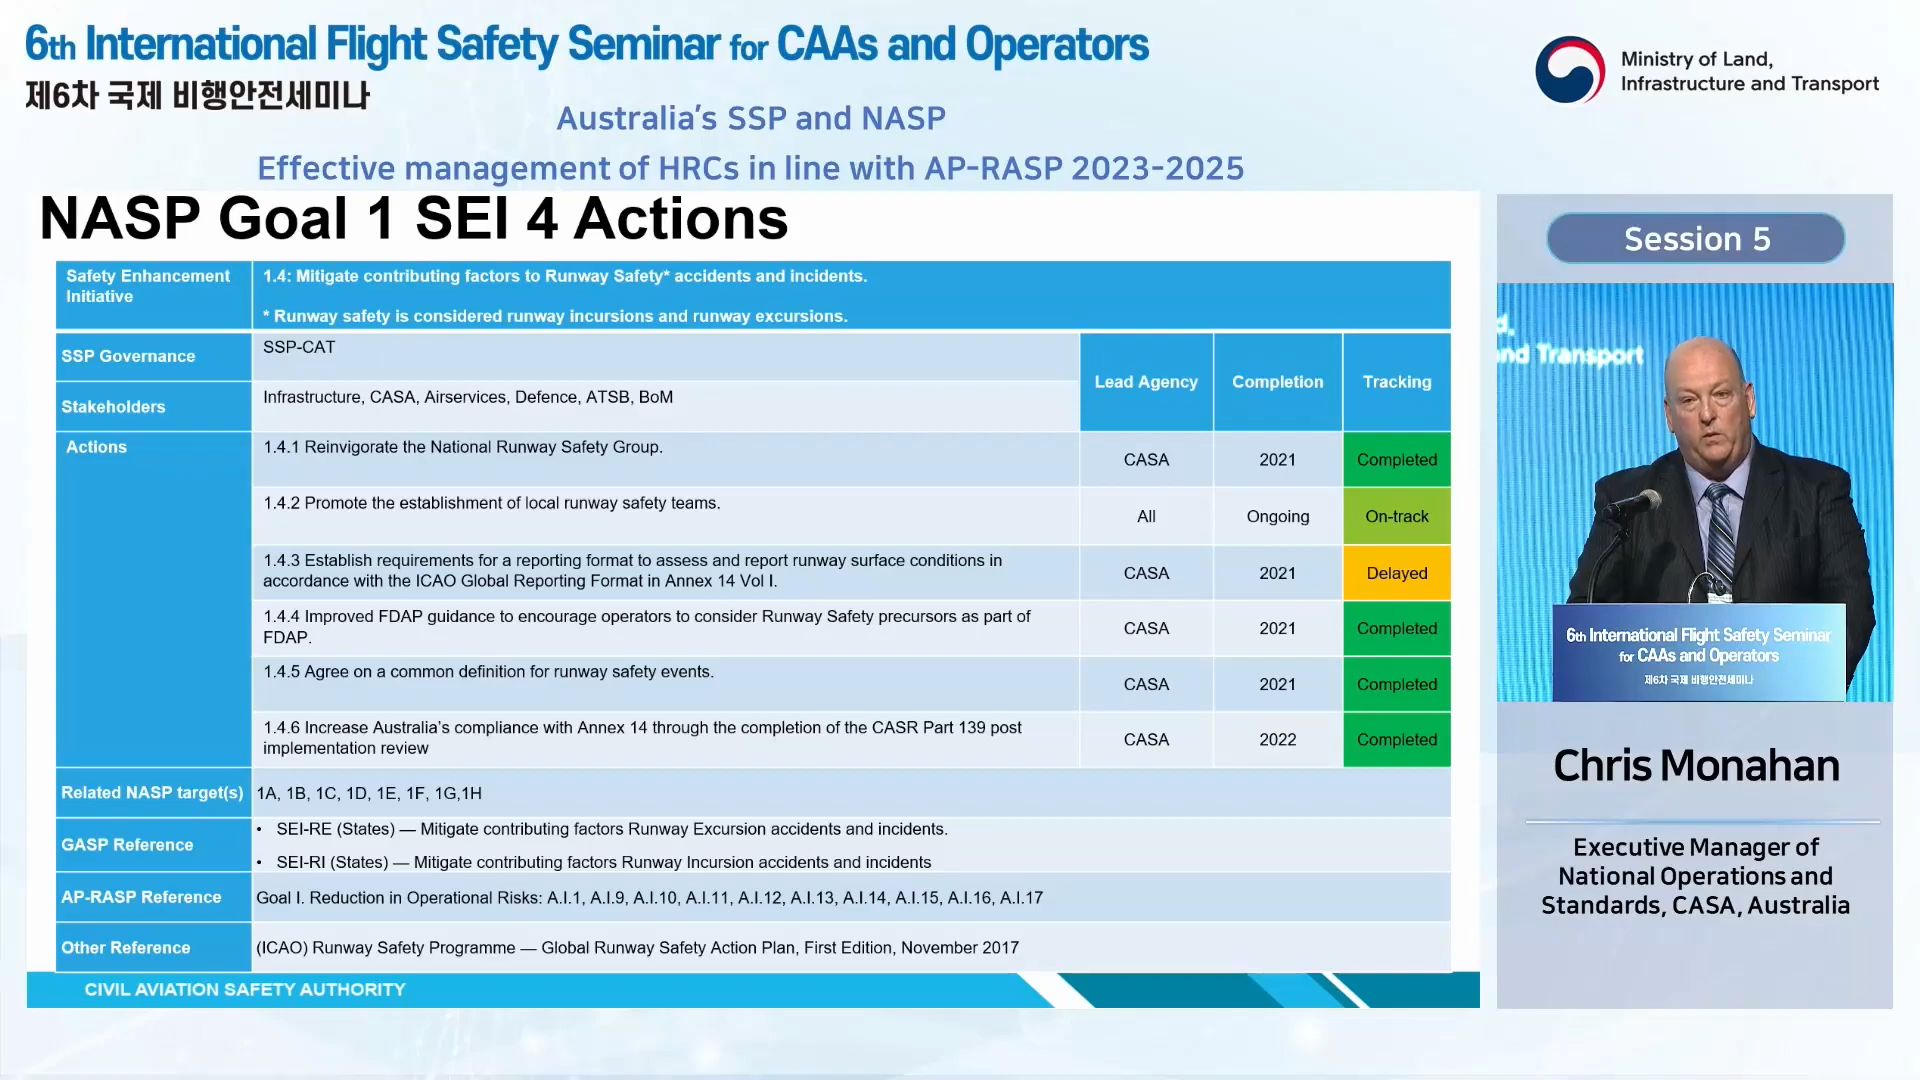 6th International Flight Safety Seminar for CAAs and Operators
제6차 국제 비행안전세미나
Ministry of Land,
Infrastructure and Transport
Australia's SSP and NASP
Effective management of HRCs in line with AP-RASP 2023-2025
NASP Goal 1 SEI 4 Actions
Safety Enhancement
Initiative
1.4: Mitigate contributing factors to Runway Safety* accidents and incidents.
* Runway safety is considered runway incursions and runway excursions.
SSP Governance
SSP-CAT
Lead Agency
Completion
Tracking
Stakeholders
Infrastructure, CASA, Airservices, Defence, ATSB, BoM
Actions
1.4.1 Reinvigorate the National Runway Safety Group.
CASA
2021
Completed
1.4.2 Promote the establishment of local runway safety teams.
All
Ongoing
On-track
1.4.3 Establish requirements for a reporting format to assess and report runway surface conditions in
accordance with the ICAO Global Reporting Format in Annex 14 Vol I.
CASA
2021
Delayed
1.4.4 Improved FDAP guidance to encourage operators to consider Runway Safety precursors as part of
FDAP.
CASA
2021
Completed
1.4.5 Agree on a common definition for runway safety events.
CASA
2021
Completed
1.4.6 Increase Australia's compliance with Annex 14 through the completion of the CASR Part 139 post
implementation review
CASA
2022
Completed
Related NASP target(s)
1A, 1B, 1C, 1D, 1E, 1F, 1G,1H
GASP Reference
• SEI-RE (States) — Mitigate contributing factors Runway Excursion accidents and incidents.
• SEI-RI (States) — Mitigate contributing factors Runway Incursion accidents and incidents
AP-RASP Reference
Goal I. Reduction in Operational Risks: A.I.1, A.I.9, A.I.10, A.I.11, A.I.12, A.I.13, A.I.14, A.I.15, A.I.16, A.I.17
Other Reference
(ICAO) Runway Safety Programme — Global Runway Safety Action Plan, First Edition, November 2017
CIVIL AVIATION SAFETY AUTHORITY
Session 5
d,
nd Transport
6th International Flight Safety Seminar
for CAAs and Operators
제6차 국제 비행안전세미나
Chris Monahan
Executive Manager of
National Operations and
Standards, CASA, Australia